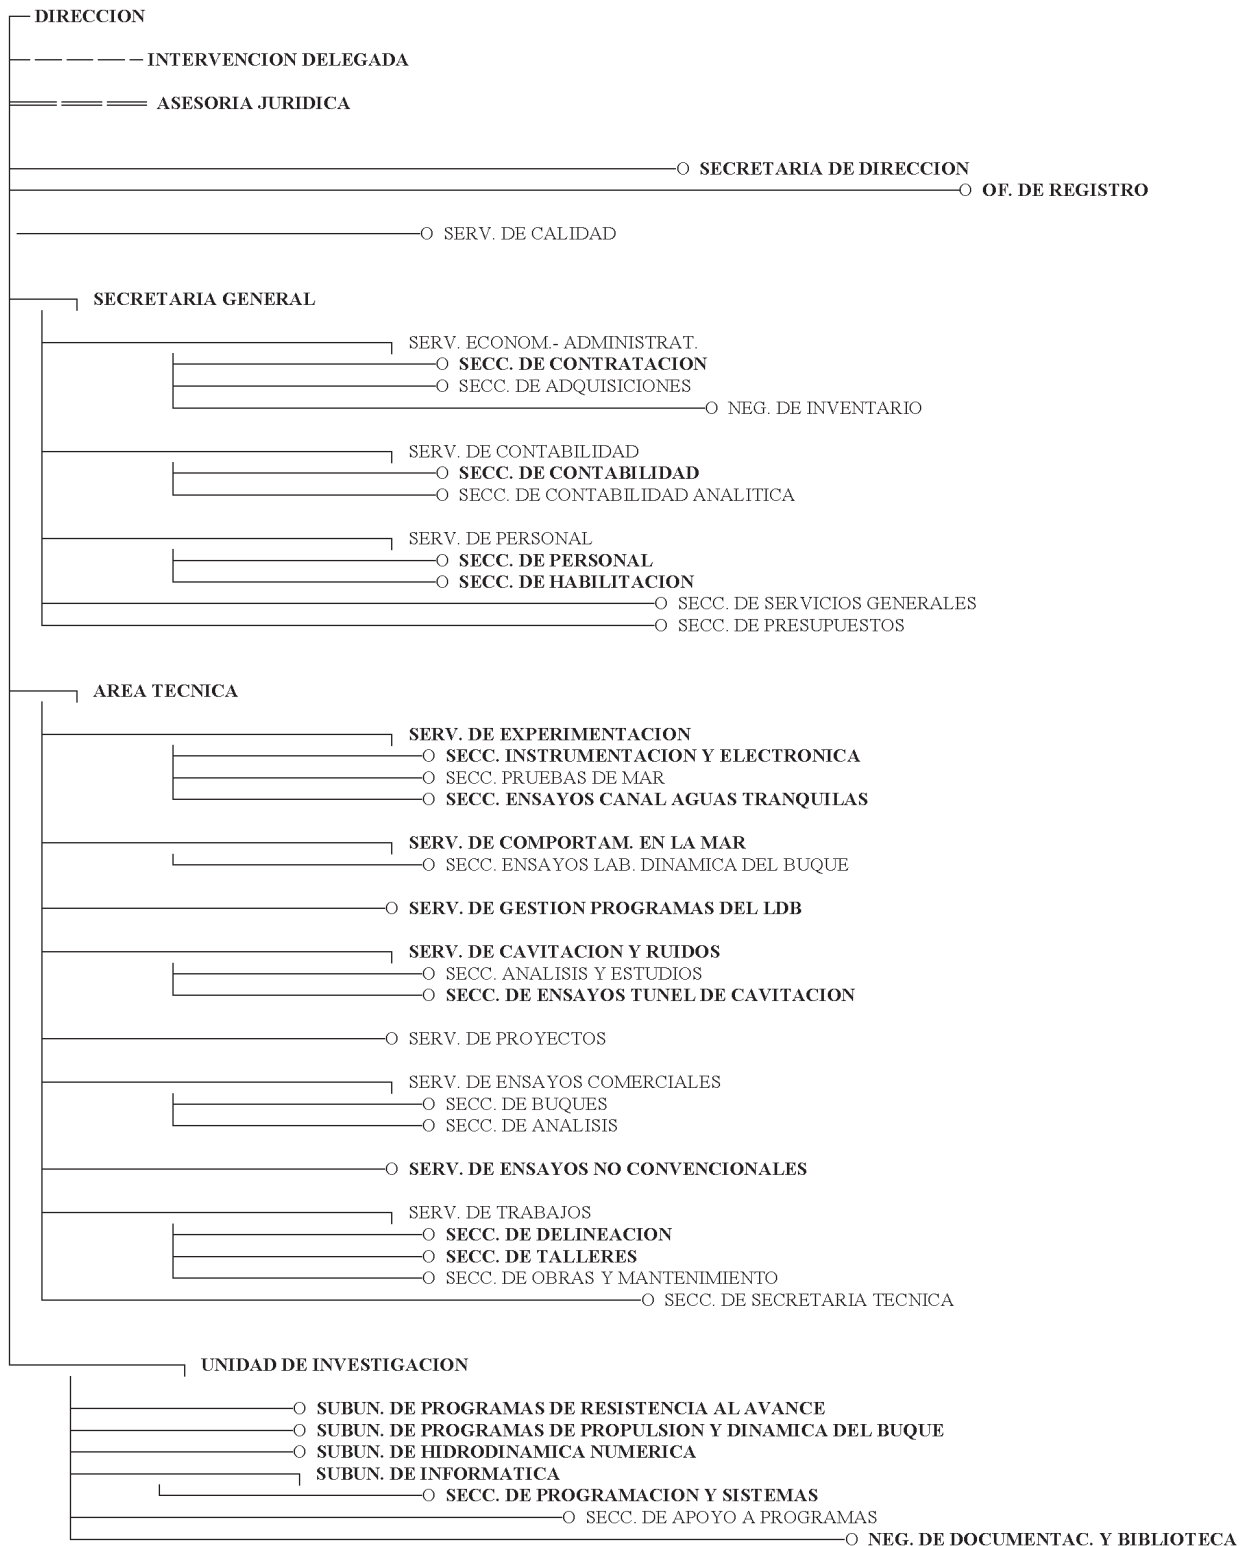 DIRECCION
INTERVENCION DELEGADA
ASESORIA JURIDICA
SECRETARIA DE DIRECCION
OF. DE REGISTRO
SERV. DE CALIDAD
SECRETARIA GENERAL
SERV. ECONOM.- ADMINISTRAT.
SECC. DE CONTRATACION
SECC. DE ADQUISICIONES
NEG. DE INVENTARIO
SERV. DE CONTABILIDAD
SECC. DE CONTABILIDAD
SECC. DE CONTABILIDAD ANALITICA
SERV. DE PERSONAL
SECC. DE PERSONAL
SECC. DE HABILITACION
SECC. DE SERVICIOS GENERALES
SECC. DE PRESUPUESTOS
AREA TECNICA
SERV. DE EXPERIMENTACION
SECC. INSTRUMENTACION Y ELECTRONICA
SECC. PRUEBAS DE MAR
SECC. ENSAYOS CANAL AGUAS TRANQUILAS
SERV. DE COMPORTAM. EN LA MAR
SECC. ENSAYOS LAB. DINAMICA DEL BUQUE
SERV. DE GESTION PROGRAMAS DEL LDB
SERV. DE CAVITACION Y RUIDOS
SECC. ANALISIS Y ESTUDIOS
SECC. DE ENSAYOS TUNEL DE CAVITACION
SERV. DE PROYECTOS
SERV. DE ENSAYOS COMERCIALES
SECC. DE BUQUES
SECC. DE ANALISIS
SERV. DE ENSAYOS NO CONVENCIONALES
SERV. DE TRABAJOS
SECC. DE DELINEACION
SECC. DE TALLERES
SECC. DE OBRAS Y MANTENIMIENTO
SECC. DE SECRETARIA TECNICA
UNIDAD DE INVESTIGACION
SUBUN. DE PROGRAMAS DE RESISTENCIA AL AVANCE
SUBUN. DE PROGRAMAS DE PROPULSION Y DINAMICA DEL BUQUE
SUBUN. DE HIDRODINAMICA NUMERICA
SUBUN. DE INFORMATICA
SECC. DE PROGRAMACION Y SISTEMAS
SECC. DE APOYO A PROGRAMAS
NEG. DE DOCUMENTAC. Y BIBLIOTECA